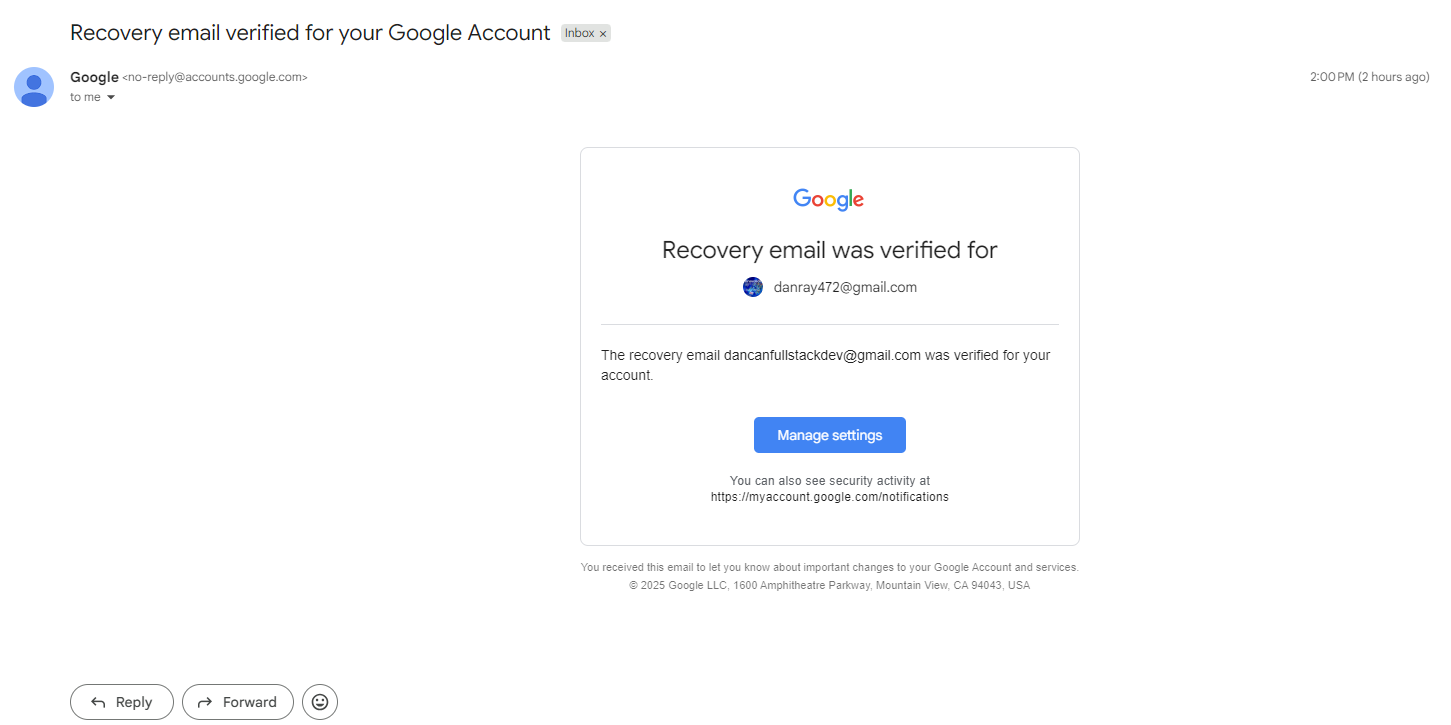 Recovery email verified for your Google Account Inbox ×
Google <no-reply@accounts.google.com> 2:00 PM (2 hours ago)
to me
Google
Recovery email was verified for
danray472@gmail.com
The recovery email dancanfullstackdev@gmail.com was verified for your
account.
Manage settings
You can also see security activity at
https://myaccount.google.com/notifications
You received this email to let you know about important changes to your Google Account and services.
© 2025 Google LLC, 1600 Amphitheatre Parkway, Mountain View, CA 94043, USA
Reply Forward